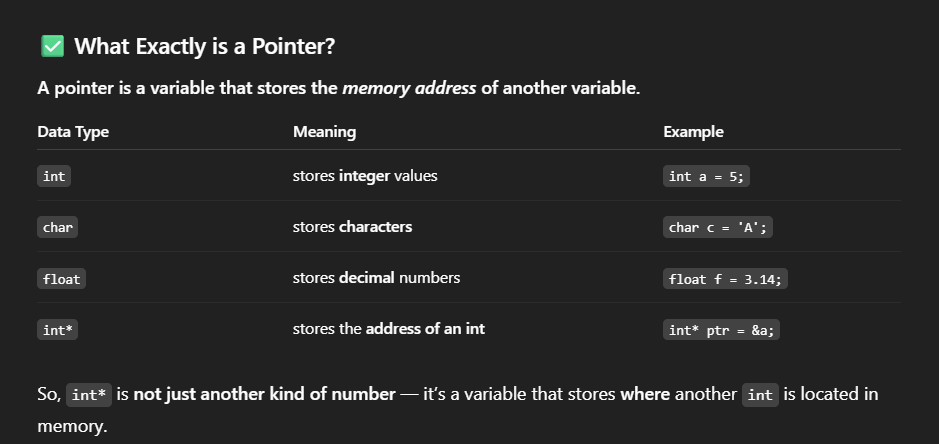 ✅ What Exactly is a Pointer?
A pointer is a variable that stores the memory address of another variable.
Data Type Meaning Example
int stores integer values int a = 5;
char stores characters char c = 'A';
float stores decimal numbers float f = 3.14;
int* stores the address of an int int* ptr = &a;
So, int* is not just another kind of number — it's a variable that stores where another int is located in
memory.